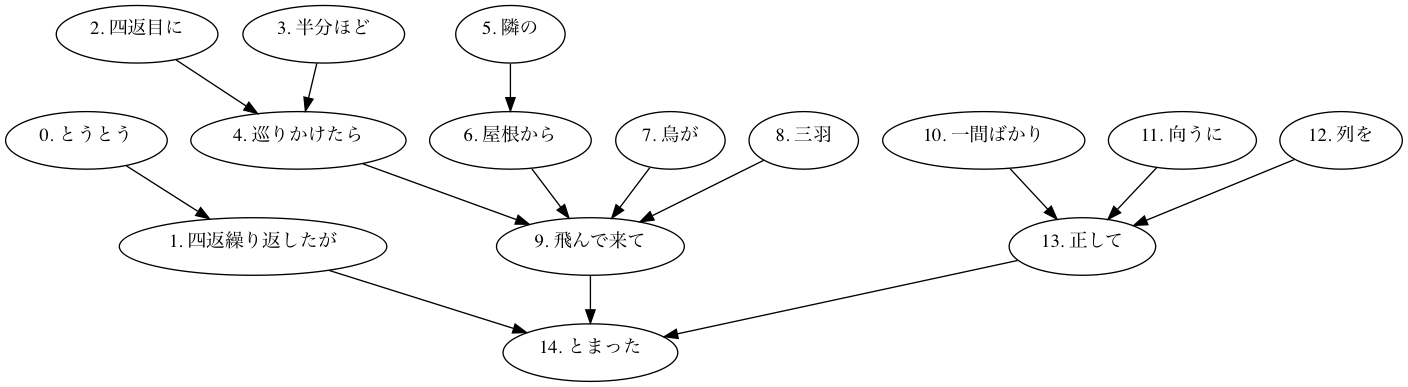 2. 四返目に 3. 半分ほど 5. 隣の
0. とうとう 4. 巡りかけたら 6. 屋根から 7. 烏が 8. 三羽 10. 一間ばかり 11. 向うに 12. 列を
1. 四返繰り返したが 9. 飛んで来て 13. 正して
14. とまった